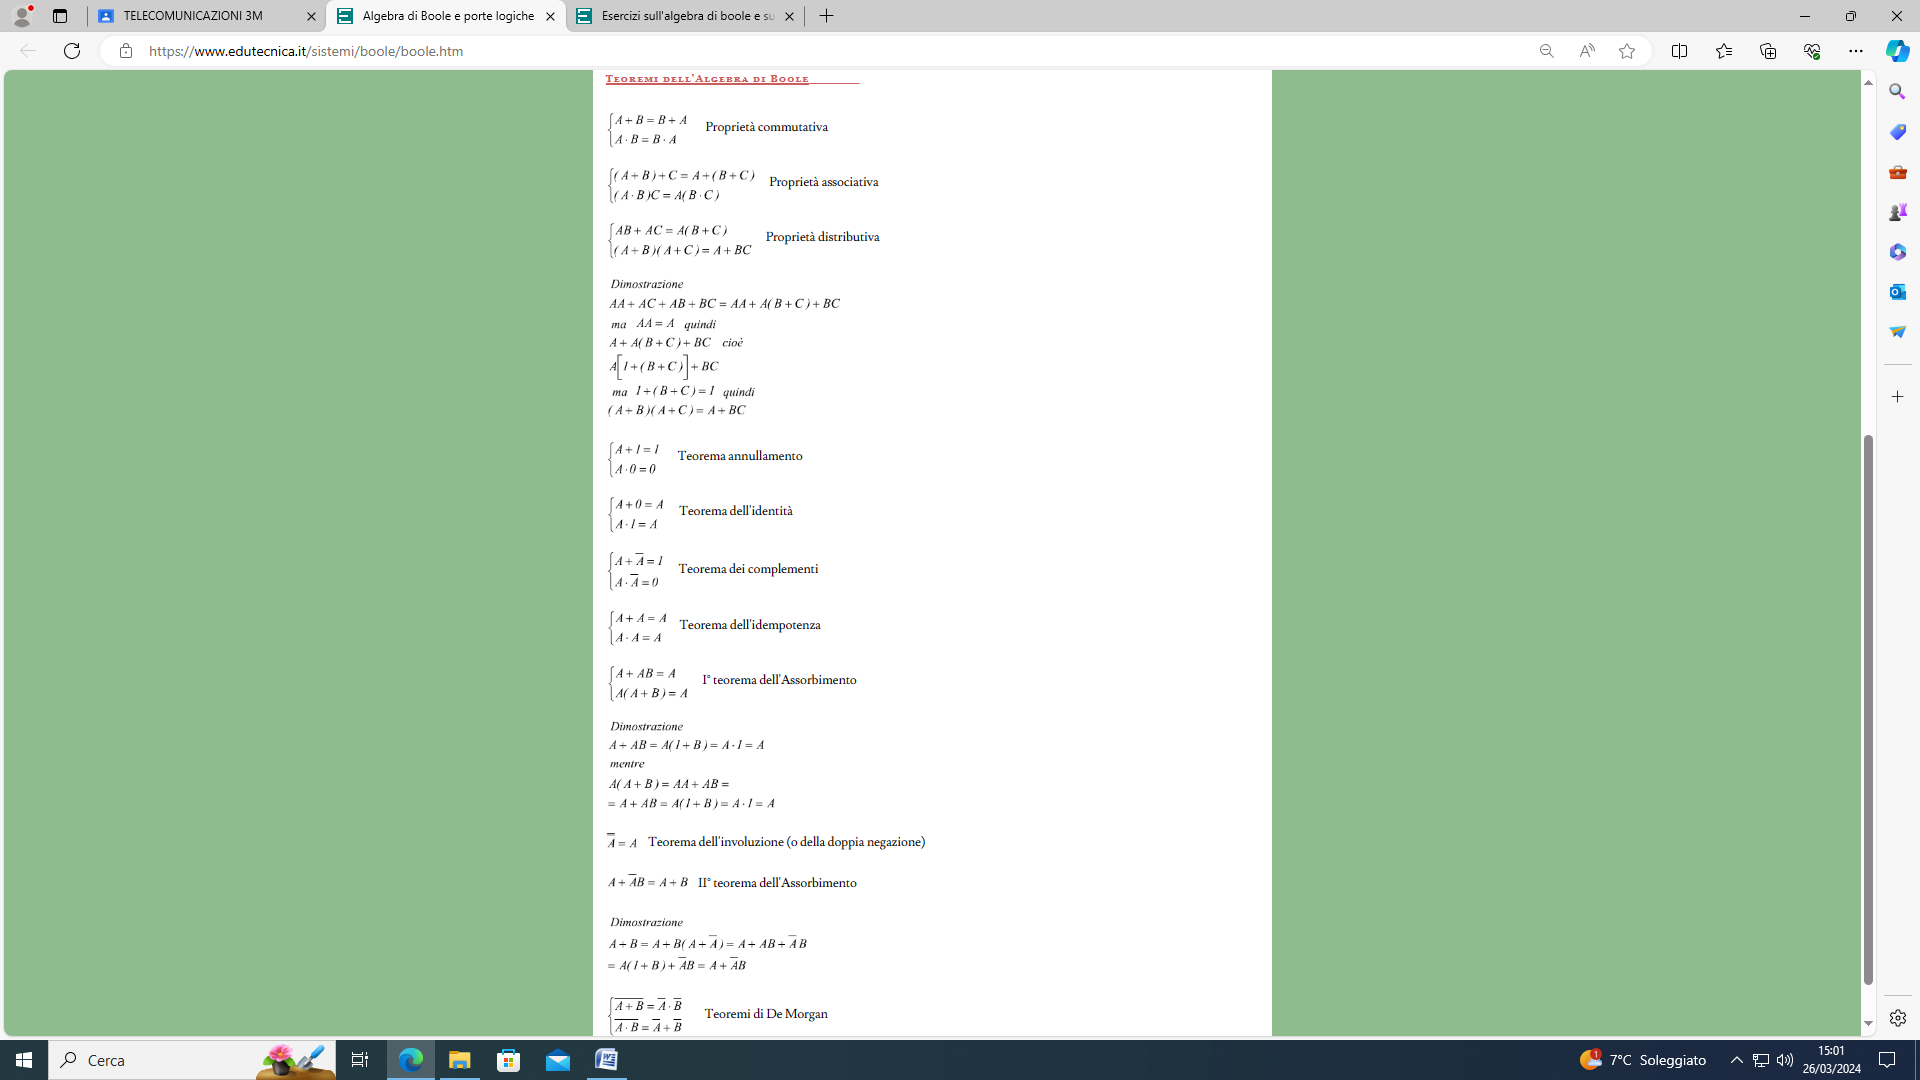 TELECOMUNICAZIONI 3M
Algebra di Boole e porte logiche
Esercizi sull'algebra di boole e su
https://www.edutecnica.it/sistemi/boole/boole.htm
Teoremi dell'Algebra di Boole
A + B = B + A
A · B = B · A
Proprietà commutativa
( A + B ) + C = A + ( B + C )
( A · B )C = A( B · C )
Proprietà associativa
AB + AC = A( B + C )
( A + B )( A + C ) = A + BC
Proprietà distributiva
Dimostrazione
AA + AC + AB + BC = AA + A( B + C ) + BC
ma AA = A quindi
A + A( B + C ) + BC cioè
A[1 + ( B + C )] + BC
ma 1 + ( B + C ) = 1 quindi
( A + B )( A + C ) = A + BC
A + 1 = 1
A · 0 = 0
Teorema annullamento
A + 0 = A
A · 1 = A
Teorema dell'identità
A + A̅ = 1
A · A̅ = 0
Teorema dei complementi
A + A = A
A · A = A
Teorema dell'idempotenza
A + AB = A
A( A + B ) = A
I° teorema dell'Assorbimento
Dimostrazione
A + AB = A( 1 + B ) = A · 1 = A
mentre
A( A + B ) = AA + AB =
= A + AB = A( 1 + B ) = A · 1 = A
A̿ = A Teorema dell'involuzione (o della doppia negazione)
A + A̅B = A + B II° teorema dell'Assorbimento
Dimostrazione
A + B = A + B( A + A̅ ) = A + AB + A̅ B
= A( 1 + B ) + A̅B = A + A̅B
A̅ ̅+̅ ̅B̅ = A̅ · B̅
A̅ ̅·̅ ̅B̅ = A̅ + B̅
Teoremi di De Morgan
Cerca
1
7°C Soleggiato
15:01
26/03/2024